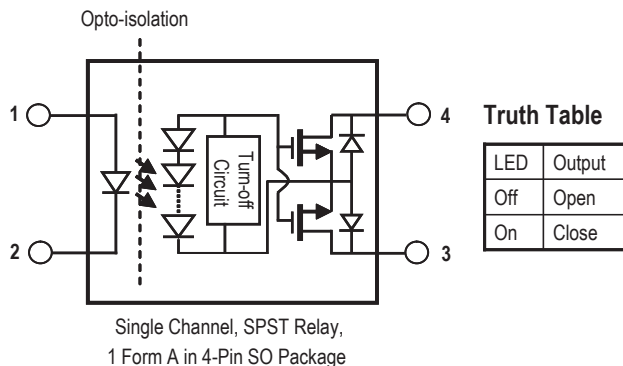 Opto-isolation
1
2
Turn-off
Circuit
4
3
Truth Table
LED Output
Off Open
On Close
Single Channel, SPST Relay,
1 Form A in 4-Pin SO Package